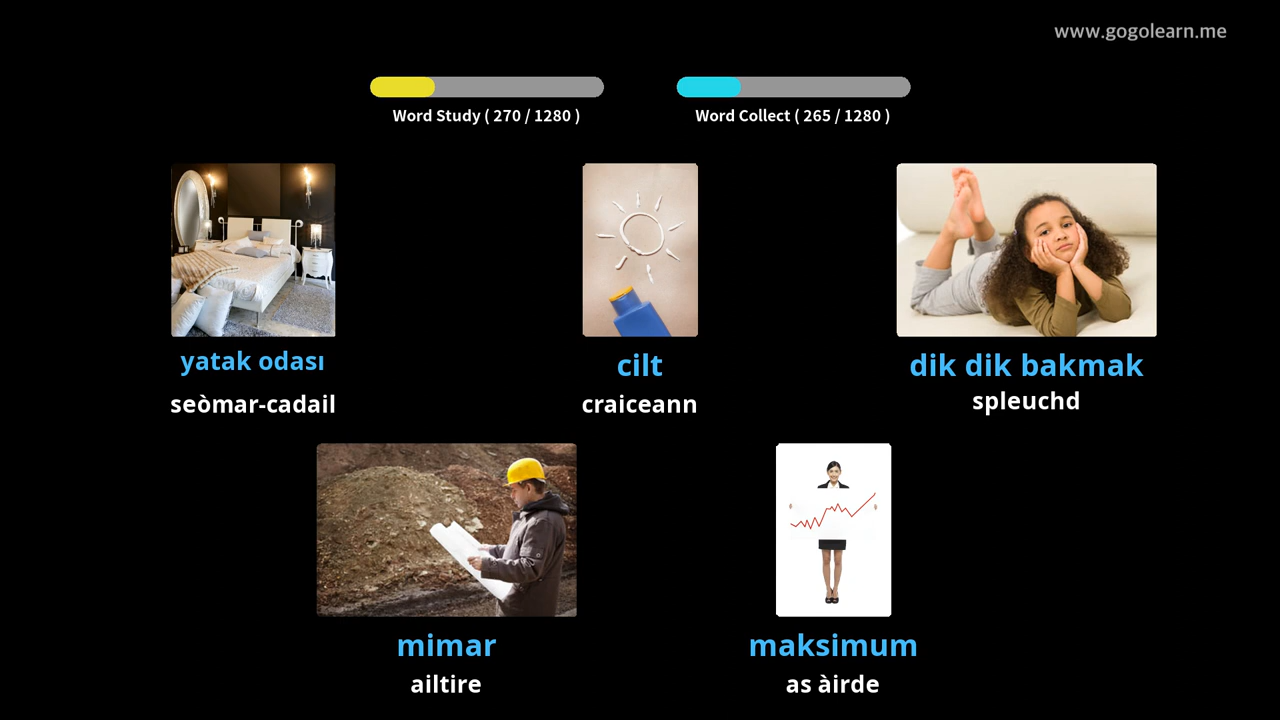 www.gogolearn.me
Word Study ( 270 / 1280 )
Word Collect ( 265 / 1280 )
yatak odası
seòmar-cadail
cilt
craiceann
dik dik bakmak
spleuchd
mimar
ailtire
maksimum
as àirde